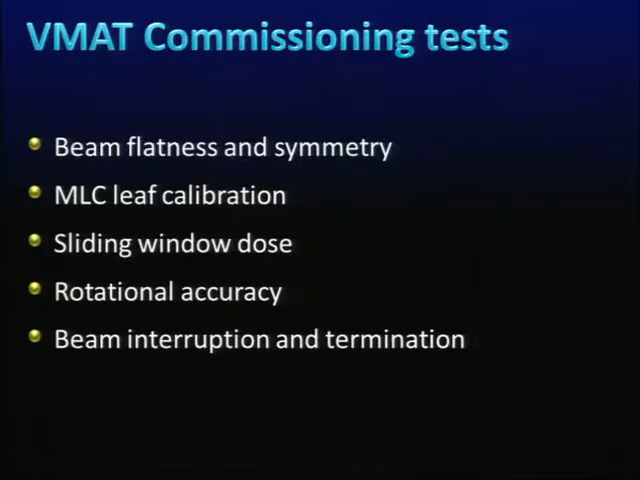 VMAT Commissioning tests
Beam flatness and symmetry
MLC leaf calibration
Sliding window dose
Rotational accuracy
Beam interruption and termination